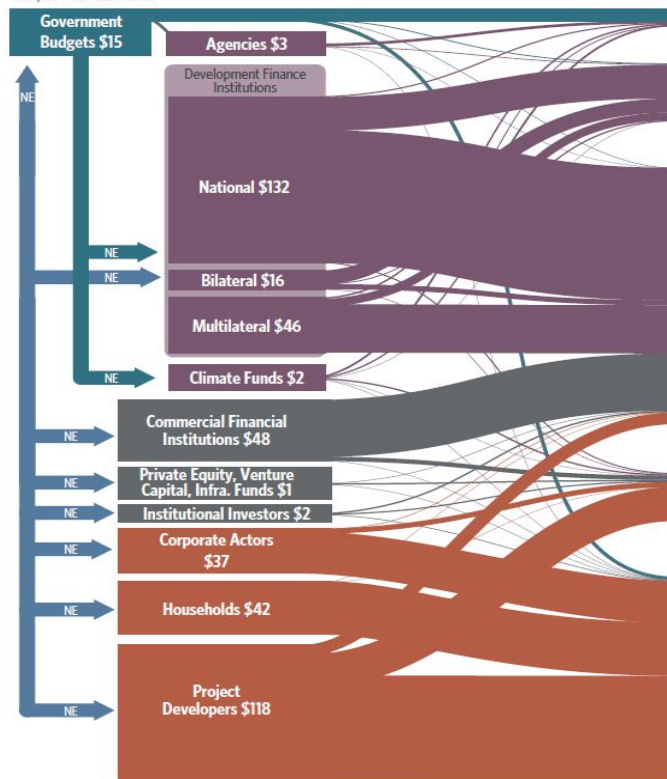 Government
Budgets $15
Agencies $3
Development Finance
Institutions
NE
National $132
NE
NE
Bilateral $16
Multilateral $46
NE
Climate Funds $2
Commercial Financial
Institutions $48
NE
Private Equity, Venture
Capital, Infra. Funds $1
NE
NE
Institutional Investors $2
Corporate Actors
$37
NE
NE
Households $42
Project
Developers $118
NE